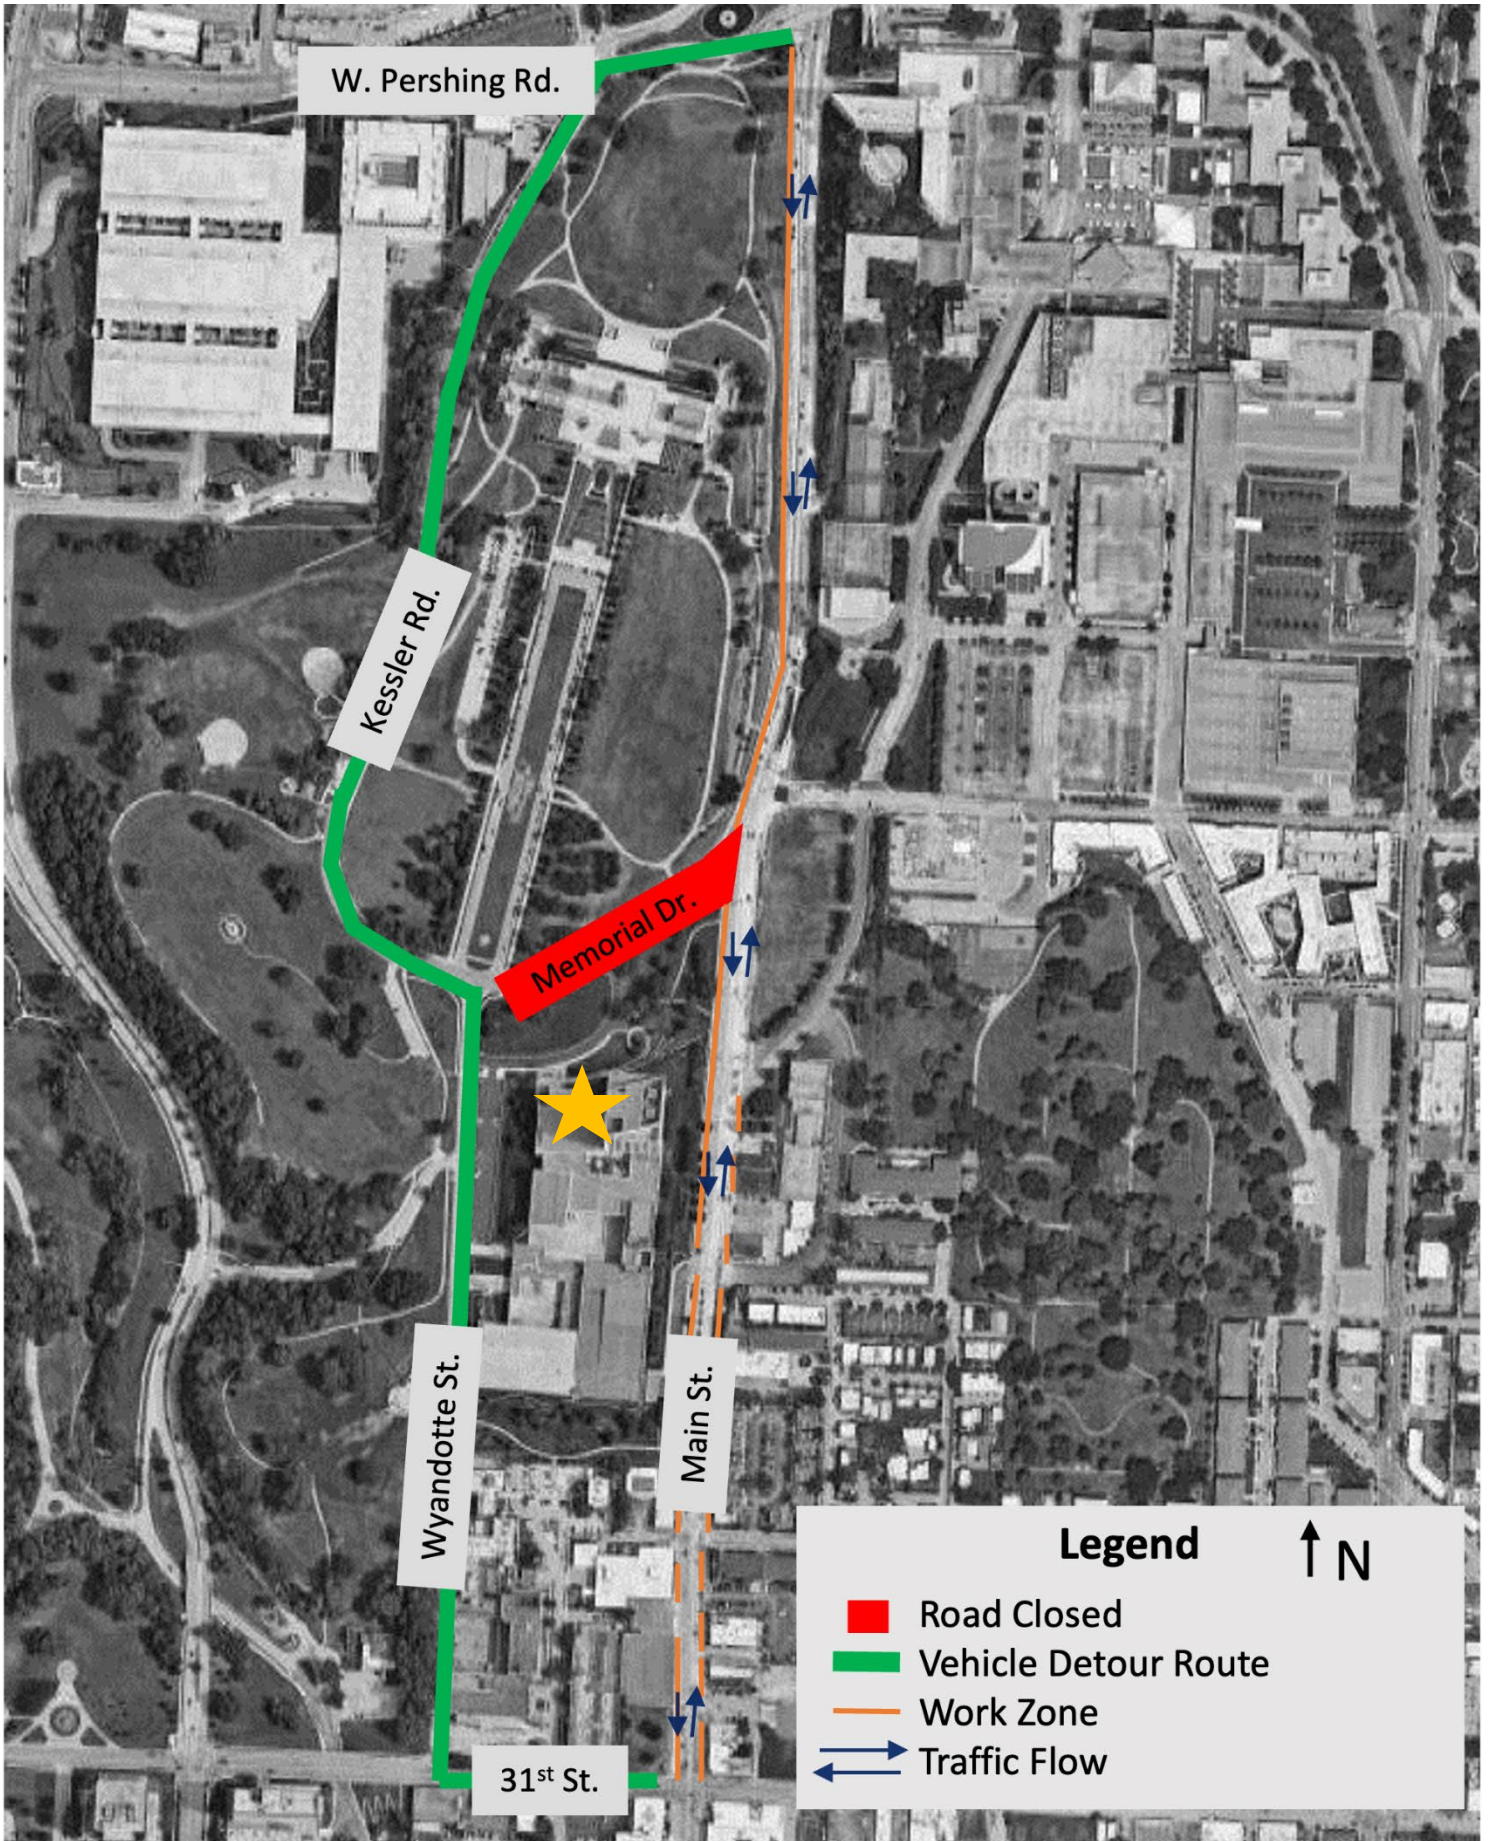 W. Pershing Rd.
Kessler Rd.
Memorial Dr.
Wyandotte St.
Main St.
31st St.
Legend
N
Road Closed
Vehicle Detour Route
Work Zone
Traffic Flow